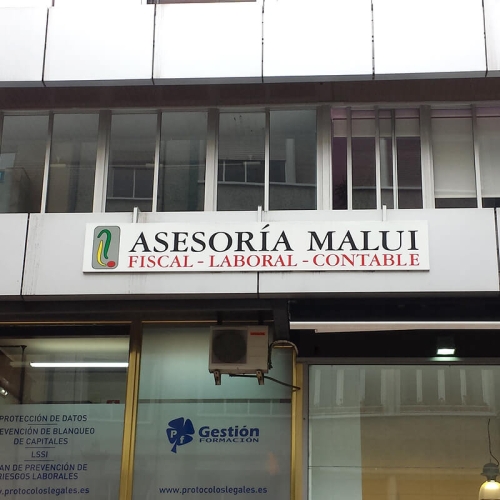 ASESORÍA MALUI
FISCAL - LABORAL - CONTABLE
PROTECCIÓN DE DATOS
PREVENCIÓN DE BLANQUEO
DE CAPITALES
LSSI
PLAN DE PREVENCIÓN DE
RIESGOS LABORALES
www.protocoloslegales.es
Gestión
FORMACIÓN
www.protocoloslegales.es